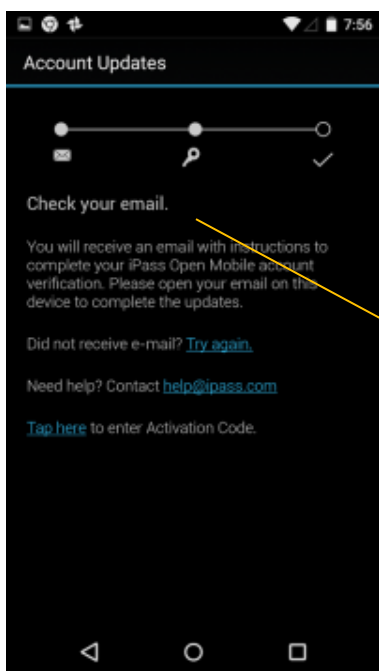 7:56
Account Updates
Check your email.
You will receive an email with instructions to
complete your iPass Open Mobile account
verification. Please open your email on this
device to complete the updates.
Did not receive e-mail? Try again.
Need help? Contact help@ipass.com
Tap here to enter Activation Code.